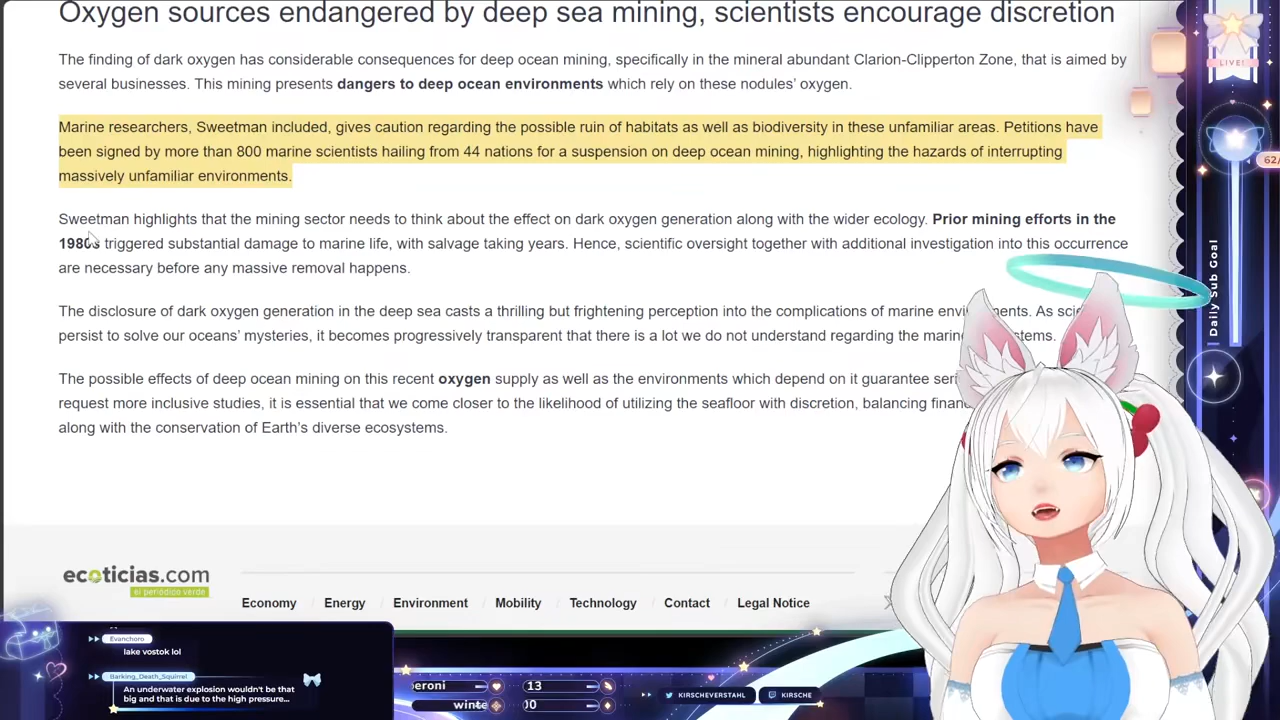 Oxygen sources endangered by deep sea mining, scientists encourage discretion
The finding of dark oxygen has considerable consequences for deep ocean mining, specifically in the mineral abundant Clarion-Clipperton Zone, that is aimed by
several businesses. This mining presents dangers to deep ocean environments which rely on these nodules' oxygen.
Marine researchers, Sweetman included, gives caution regarding the possible ruin of habitats as well as biodiversity in these unfamiliar areas. Petitions have
been signed by more than 800 marine scientists hailing from 44 nations for a suspension on deep ocean mining, highlighting the hazards of interrupting
massively unfamiliar environments.
Sweetman highlights that the mining sector needs to think about the effect on dark oxygen generation along with the wider ecology. Prior mining efforts in the
1980s triggered substantial damage to marine life, with salvage taking years. Hence, scientific oversight together with additional investigation into this occurrence
are necessary before any massive removal happens.
The disclosure of dark oxygen generation in the deep sea casts a thrilling but frightening perception into the complications of marine As
persist to solve our oceans' mysteries, it becomes progressively transparent that there is a lot we do not understand regarding the
The possible effects of deep ocean mining on this recent oxygen supply as well as the environments which depend on it guarantee
request more inclusive studies, it is essential that we come closer to the likelihood of utilizing the seafloor with discretion, balancing
along with the conservation of Earth's diverse ecosystems.
ecoticias.com
el periódico verde
Economy / Energy / Environment / Mobility / Technology / Contact / Legal Notice
LIVE!
62/
Daily Sub Goal
Evanchoro
lake vostok lol
Barking_Death_Squirrel
An underwater explosion wouldn't be that
big and that is due to the high pressure...
peroni
13
KIRSCHEVERSTAHL
KIRSCHE